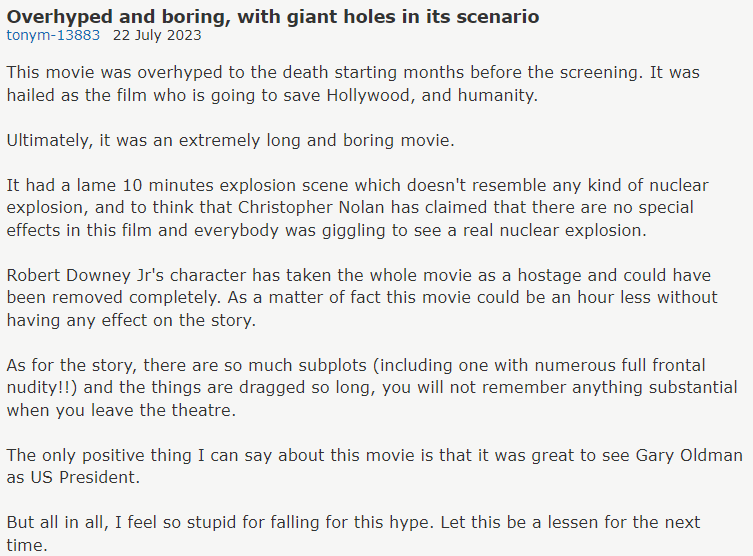 Overhyped and boring, with giant holes in its scenario
tonym-13883 22 July 2023
This movie was overhyped to the death starting months before the screening. It was
hailed as the film who is going to save Hollywood, and humanity.
Ultimately, it was an extremely long and boring movie.
It had a lame 10 minutes explosion scene which doesn't resemble any kind of nuclear
explosion, and to think that Christopher Nolan has claimed that there are no special
effects in this film and everybody was giggling to see a real nuclear explosion.
Robert Downey Jr's character has taken the whole movie as a hostage and could have
been removed completely. As a matter of fact this movie could be an hour less without
having any effect on the story.
As for the story, there are so much subplots (including one with numerous full frontal
nudity!!) and the things are dragged so long, you will not remember anything substantial
when you leave the theatre.
The only positive thing I can say about this movie is that it was great to see Gary Oldman
as US President.
But all in all, I feel so stupid for falling for this hype. Let this be a lessen for the next
time.